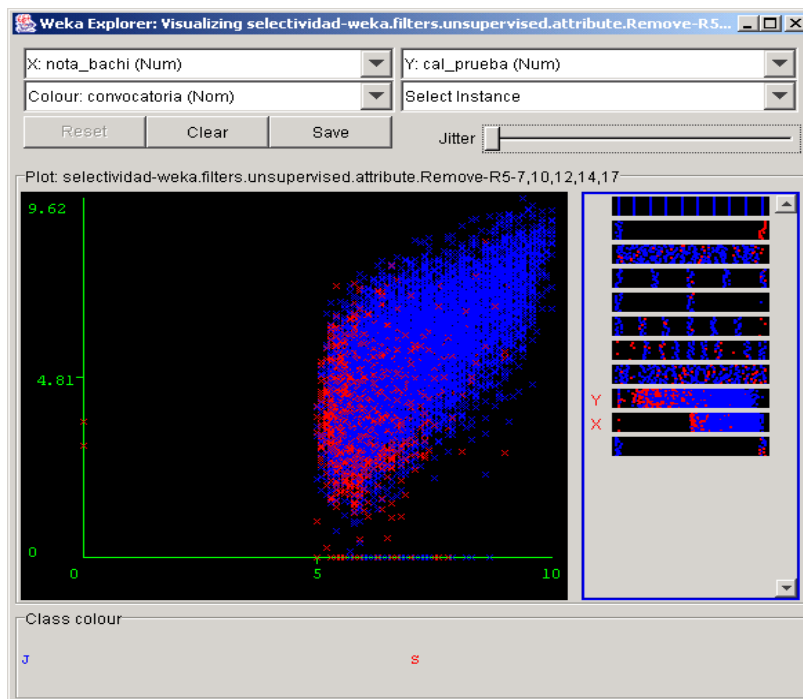 Weka Explorer: Visualizing selectividad-weka.filters.unsupervised.attribute.Remove-R5...
X: nota_bachi (Num)
Y: cal_prueba (Num)
Colour: convocatoria (Nom)
Select Instance
Reset
Clear
Save
Jitter
Plot: selectividad-weka.filters.unsupervised.attribute.Remove-R5-7,10,12,14,17
9.62
4.81
0
0
5
10
Y
X
Class colour
J
S